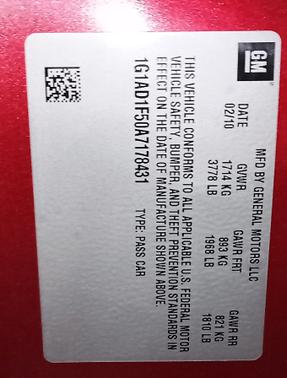 GM
MFD BY GENERAL MOTORS LLC
DATE GVWR GAWR FRT GAWR RR
02/10 1714 KG 893 KG 821 KG
3778 LB 1968 LB 1810 LB
THIS VEHICLE CONFORMS TO ALL APPLICABLE U.S. FEDERAL MOTOR
VEHICLE SAFETY, BUMPER, AND THEFT PREVENTION STANDARDS IN
EFFECT ON THE DATE OF MANUFACTURE SHOWN ABOVE.
1G1AD1F50A7178431 TYPE: PASS CAR